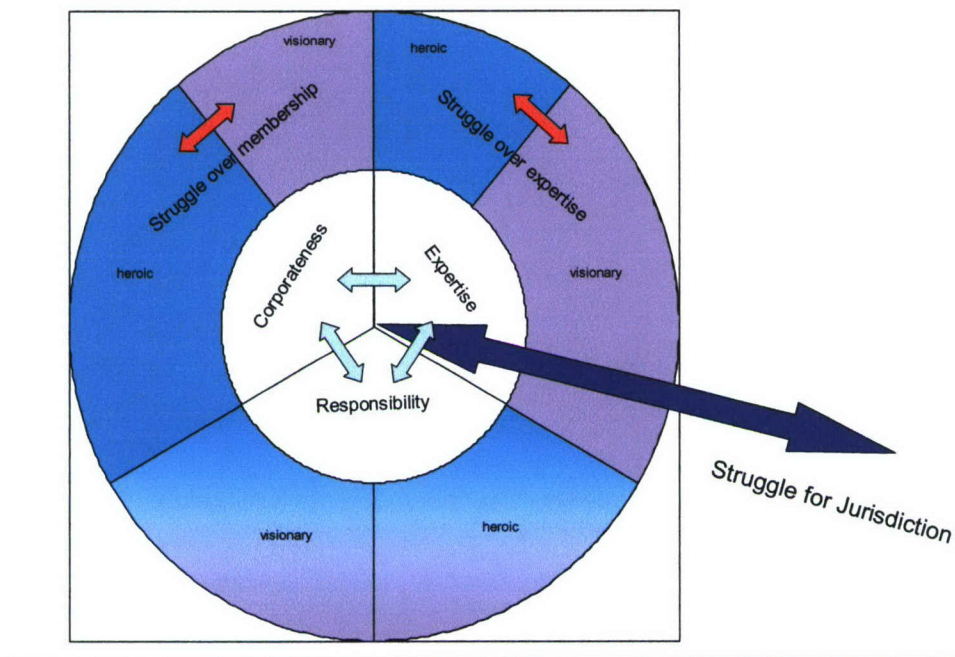 visionary
heroic
Struggle over membership
Struggle over expertise
heroic
visionary
Corporateness
Expertise
Responsibility
Struggle for Jurisdiction
visionary
heroic